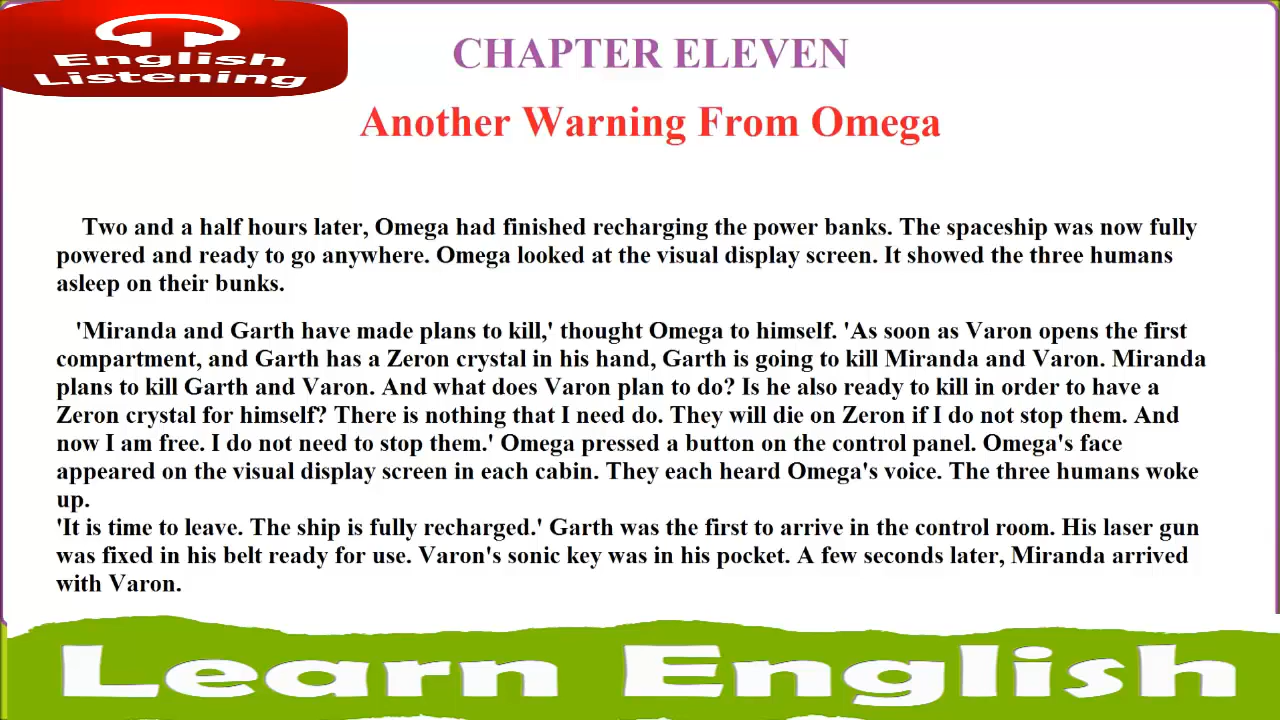 English
Listening
CHAPTER ELEVEN
Another Warning From Omega
Two and a half hours later, Omega had finished recharging the power banks. The spaceship was now fully
powered and ready to go anywhere. Omega looked at the visual display screen. It showed the three humans
asleep on their bunks.
'Miranda and Garth have made plans to kill,' thought Omega to himself. 'As soon as Varon opens the first
compartment, and Garth has a Zeron crystal in his hand, Garth is going to kill Miranda and Varon. Miranda
plans to kill Garth and Varon. And what does Varon plan to do? Is he also ready to kill in order to have a
Zeron crystal for himself? There is nothing that I need do. They will die on Zeron if I do not stop them. And
now I am free. I do not need to stop them.' Omega pressed a button on the control panel. Omega's face
appeared on the visual display screen in each cabin. They each heard Omega's voice. The three humans woke
up.
'It is time to leave. The ship is fully recharged.' Garth was the first to arrive in the control room. His laser gun
was fixed in his belt ready for use. Varon's sonic key was in his pocket. A few seconds later, Miranda arrived
with Varon.
Learn English